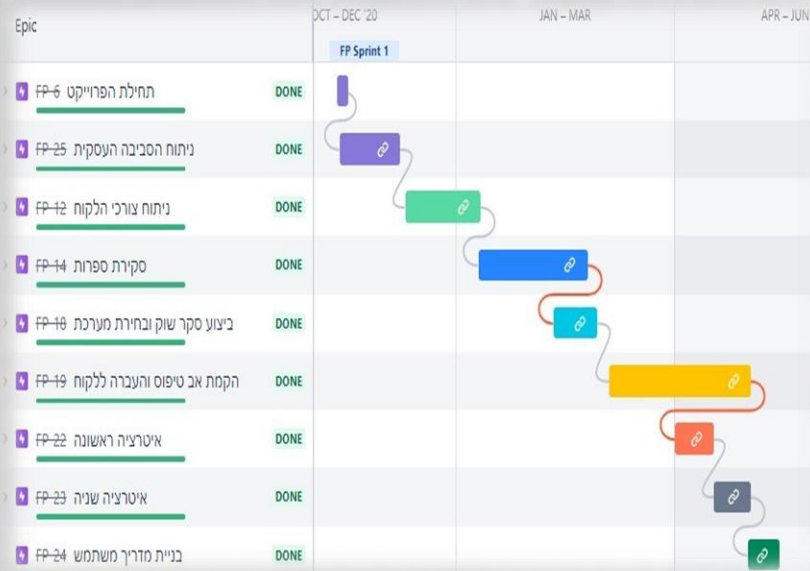 Epic
OCT – DEC '20
JAN – MAR
APR – JUN
FP Sprint 1
FP-6 תחילת הפרוייקט DONE
FP-25 ניתוח הסביבה העסקית DONE
FP-12 ניתוח צורכי הלקוח DONE
FP-14 סקירת ספרות DONE
FP-18 ביצוע סקר שוק ובחירת מערכת DONE
FP-19 הקמת אב טיפוס והעברה ללקוח DONE
FP-22 איטרציה ראשונה DONE
FP-23 איטרציה שניה DONE
FP-24 בניית מדריך משתמש DONE